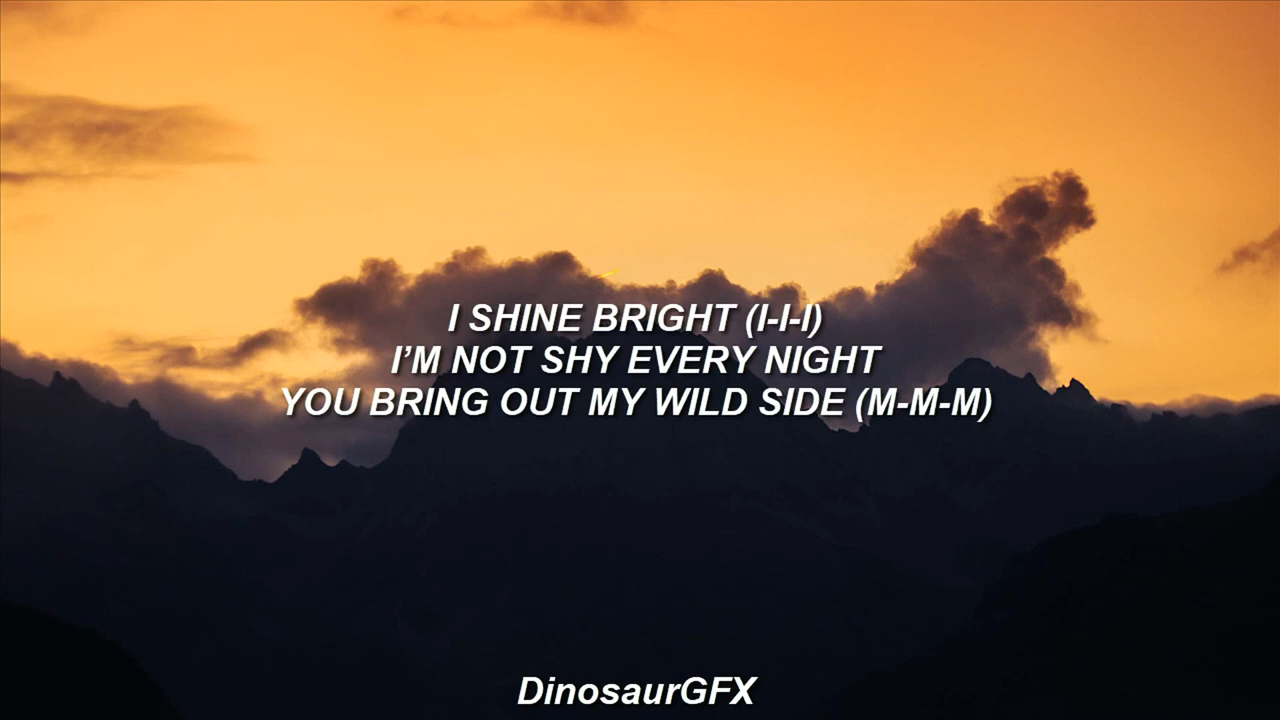 I SHINE BRIGHT (I-I-I)
I’M NOT SHY EVERY NIGHT
YOU BRING OUT MY WILD SIDE (M-M-M)
DinosaurGFX